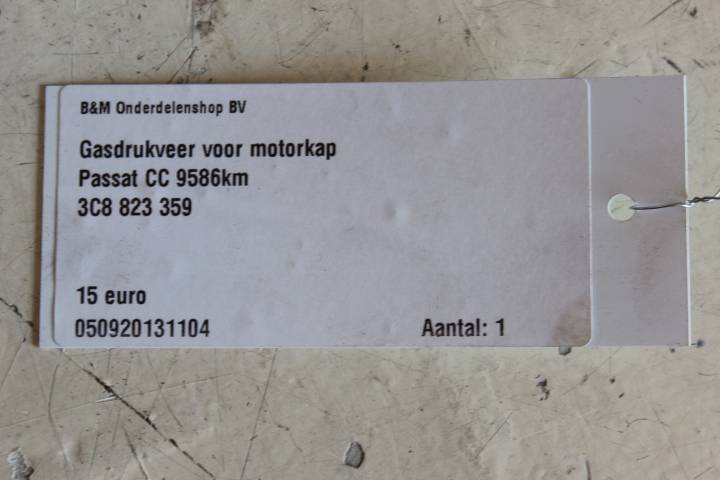 B&M Onderdelenshop BV
Gasdrukveer voor motorkap
Passat CC 9586km
3C8 823 359
15 euro
050920131104 Aantal: 1